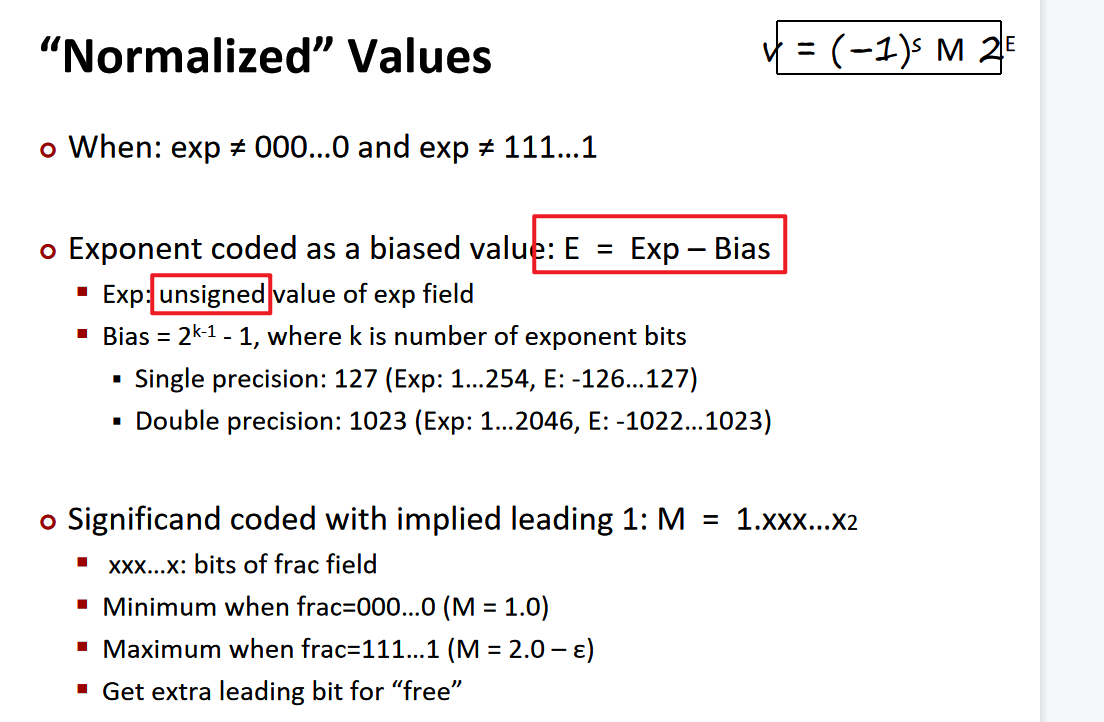 “Normalized” Values
v = (−1)ˢ M 2ᴱ
When: exp ≠ 000…0 and exp ≠ 111…1
Exponent coded as a biased value: E = Exp – Bias
Exp: unsigned value of exp field
Bias = 2ᵏ⁻¹ - 1, where k is number of exponent bits
Single precision: 127 (Exp: 1…254, E: -126…127)
Double precision: 1023 (Exp: 1…2046, E: -1022…1023)
Significand coded with implied leading 1: M = 1.xxx…x₂
xxx…x: bits of frac field
Minimum when frac=000…0 (M = 1.0)
Maximum when frac=111…1 (M = 2.0 – ε)
Get extra leading bit for “free”